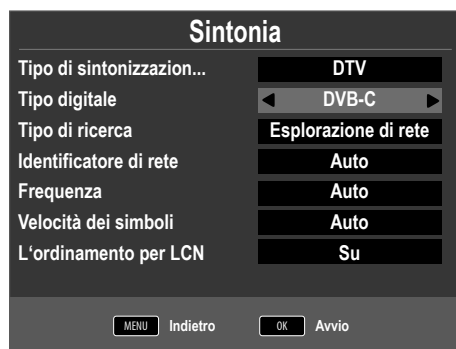 Sintonia
Tipo di sintonizzazion... DTV
Tipo digitale DVB-C
Tipo di ricerca Esplorazione di rete
Identificatore di rete Auto
Frequenza Auto
Velocità dei simboli Auto
L‘ordinamento per LCN Su
MENU Indietro OK Avvio